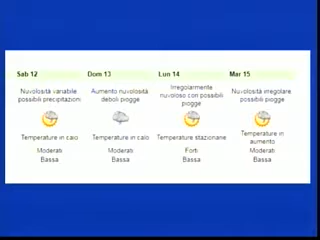 Sab 12 Dom 13 Lun 14 Mar 15
Nuvolosità variabile
possibili precipitazioni
Aumento nuvolosità
deboli piogge
Irregolarmente
nuvoloso con possibili
piogge
Nuvolosità irregolare
possibili piogge
Temperature in calo
Temperature in calo
Temperature stazionarie
Temperature in
aumento
Moderati Moderati Forti Moderati
Bassa Bassa Bassa Bassa